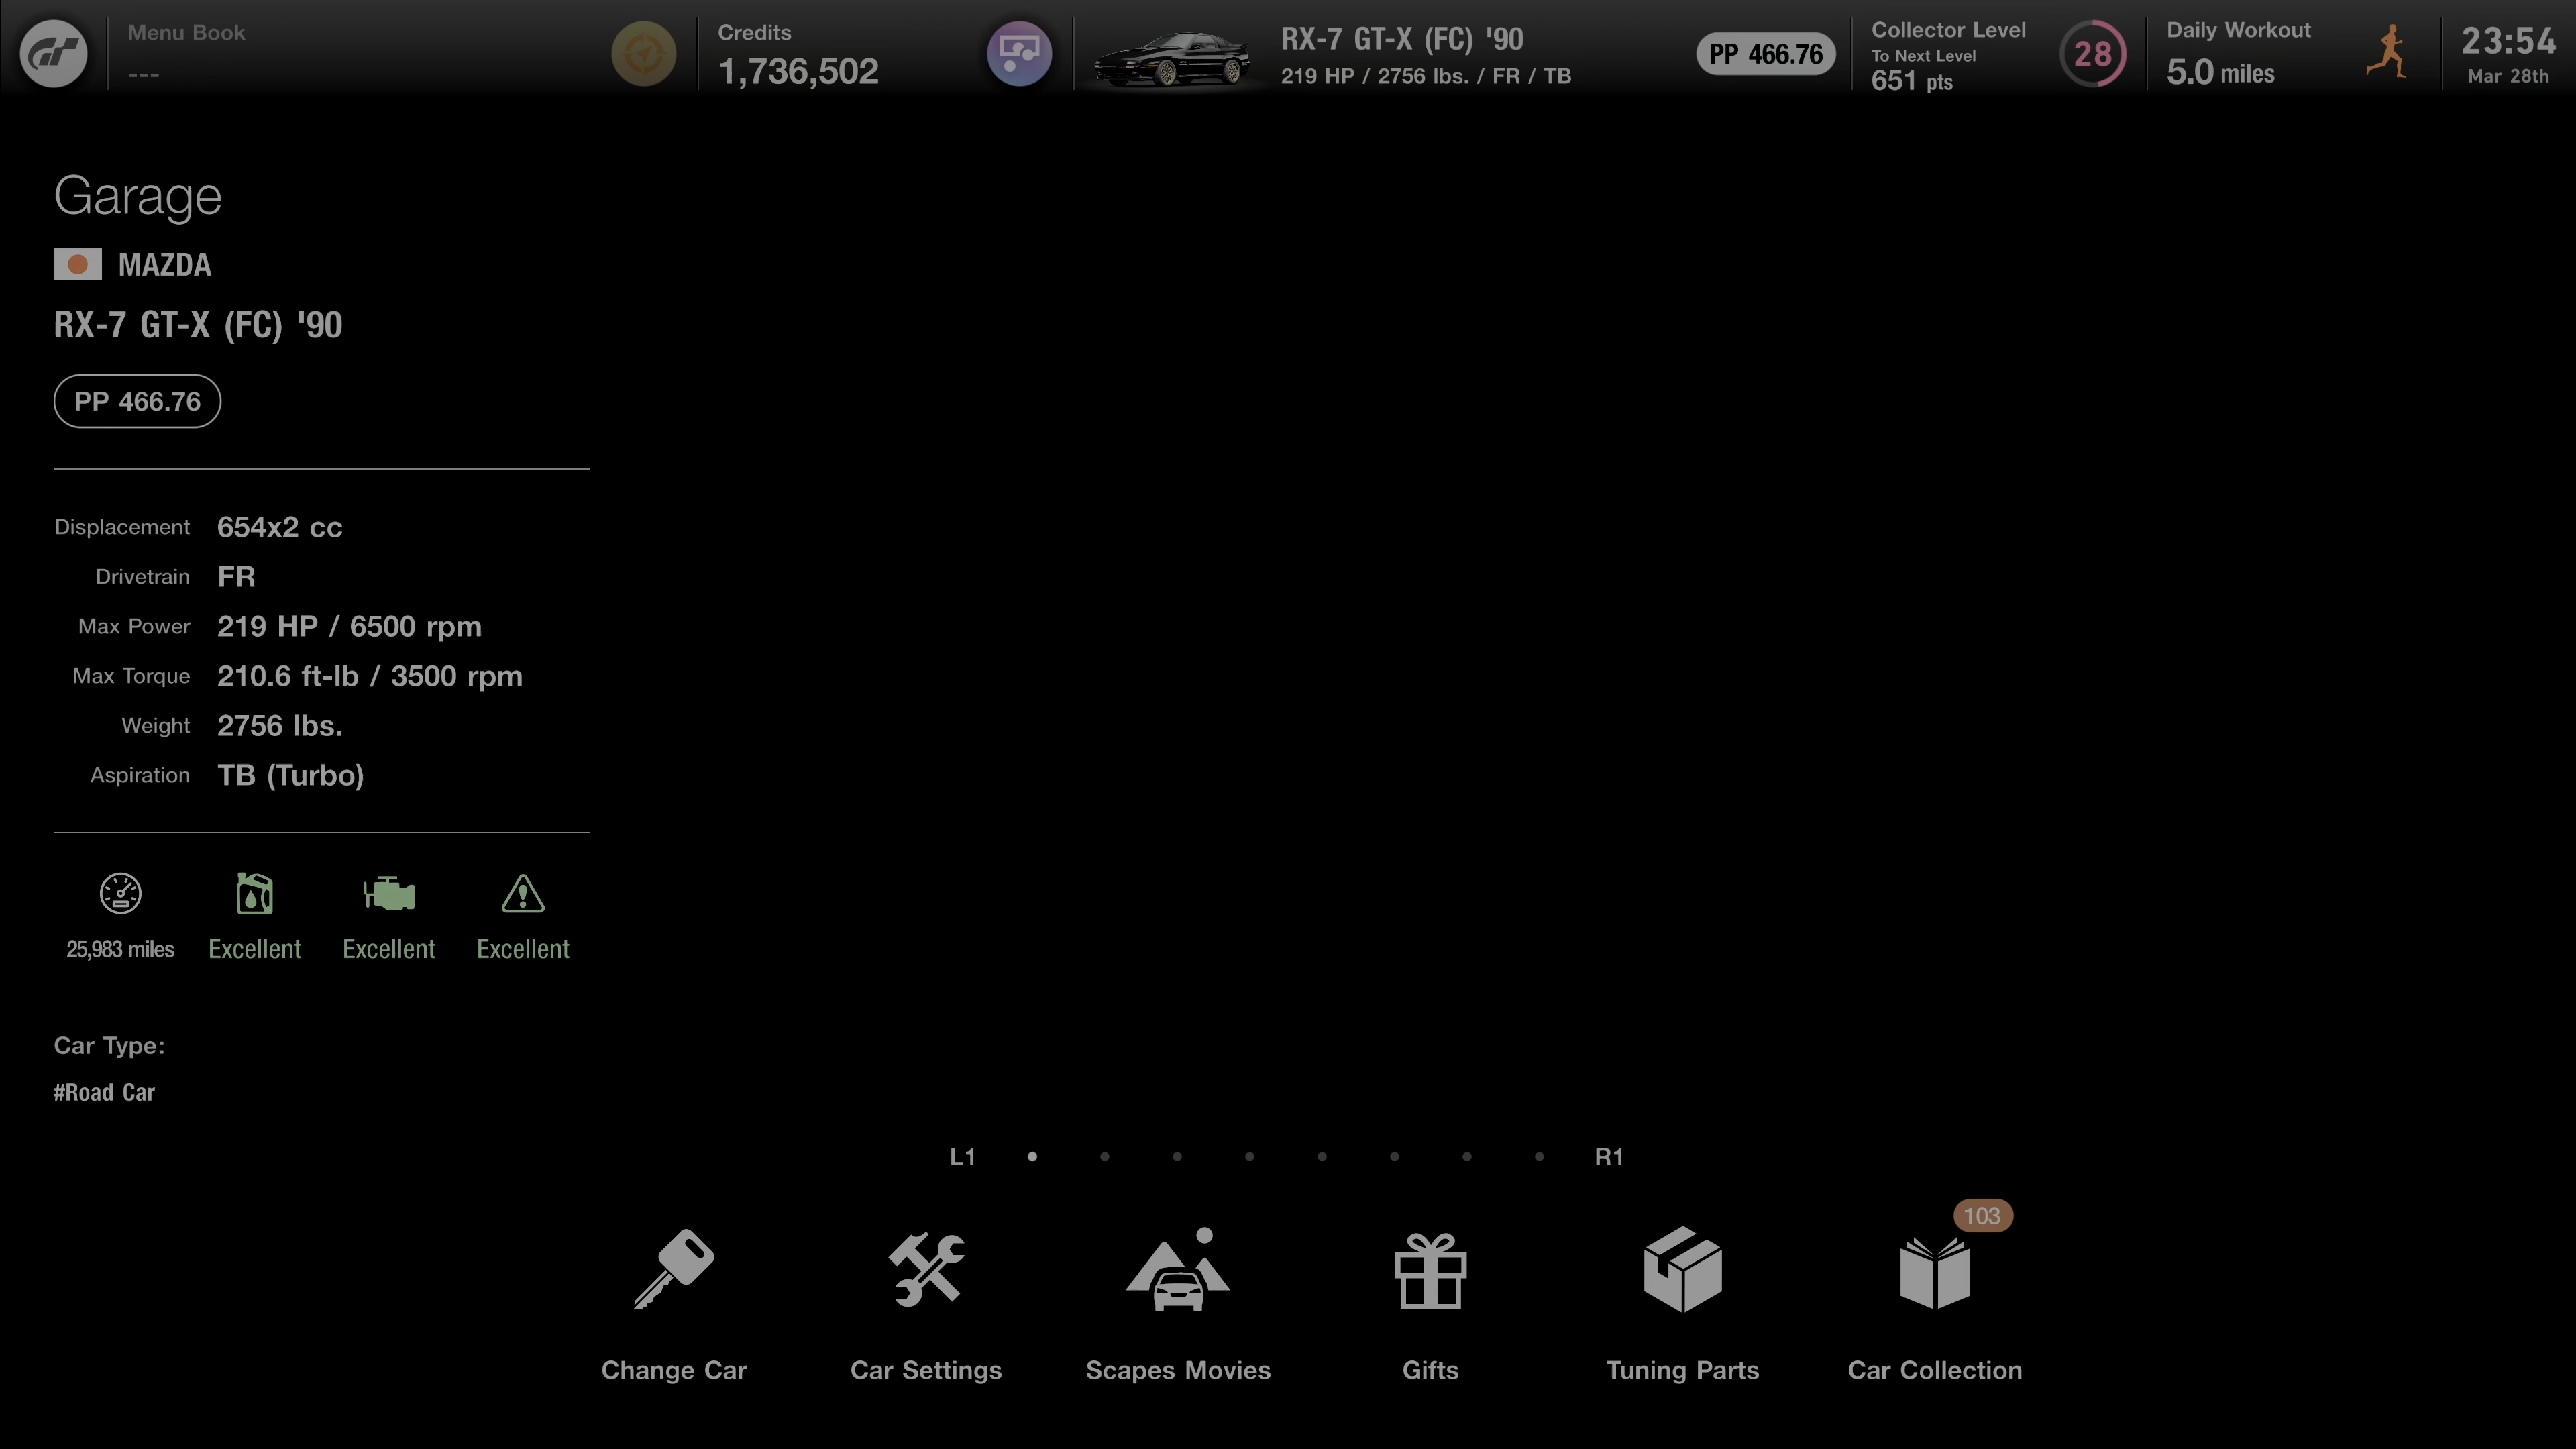 Menu Book
---
Credits
1,736,502
RX-7 GT-X (FC) '90
219 HP / 2756 lbs. / FR / TB
PP 466.76
Collector Level
To Next Level
651 pts
28
Daily Workout
5.0 miles
23:54
Mar 28th
Garage
MAZDA
RX-7 GT-X (FC) '90
PP 466.76
Displacement 654x2 cc
Drivetrain FR
Max Power 219 HP / 6500 rpm
Max Torque 210.6 ft-lb / 3500 rpm
Weight 2756 lbs.
Aspiration TB (Turbo)
25,983 miles Excellent Excellent Excellent
Car Type:
#Road Car
L1 R1
103
Change Car Car Settings Scapes Movies Gifts Tuning Parts Car Collection